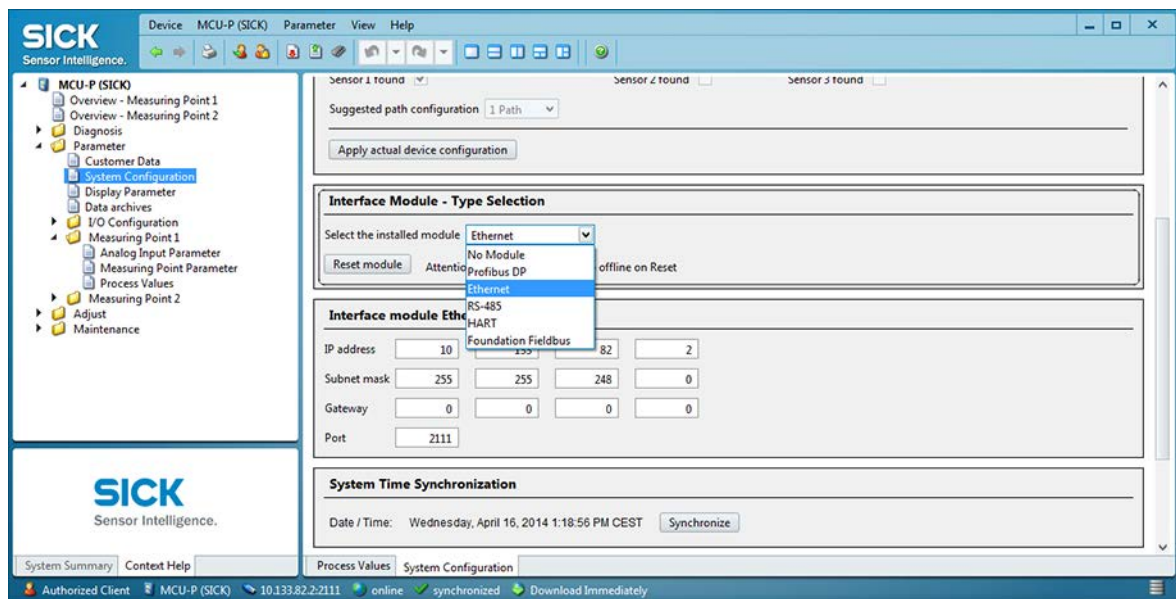 SICK
Sensor Intelligence.
Device MCU-P (SICK) Parameter View Help
MCU-P (SICK)
Overview - Measuring Point 1
Overview - Measuring Point 2
Diagnosis
Parameter
Customer Data
System Configuration
Display Parameter
Data archives
I/O Configuration
Measuring Point 1
Analog Input Parameter
Measuring Point Parameter
Process Values
Measuring Point 2
Adjust
Maintenance
SICK
Sensor Intelligence.
System Summary Context Help
Sensor 1 found Sensor 2 found Sensor 3 found
Suggested path configuration 1 Path
Apply actual device configuration
Interface Module - Type Selection
Select the installed module Ethernet
No Module
Profibus DP
Ethernet
RS-485
HART
Foundation Fieldbus
Reset module offline on Reset
Interface module
IP address 10 82 2
Subnet mask 255 255 248 0
Gateway 0 0 0 0
Port 2111
System Time Synchronization
Date / Time: Wednesday, April 16, 2014 1:18:56 PM CEST Synchronize
Process Values System Configuration
Authorized Client MCU-P (SICK) 10.133.82.2:2111 online synchronized Download Immediately